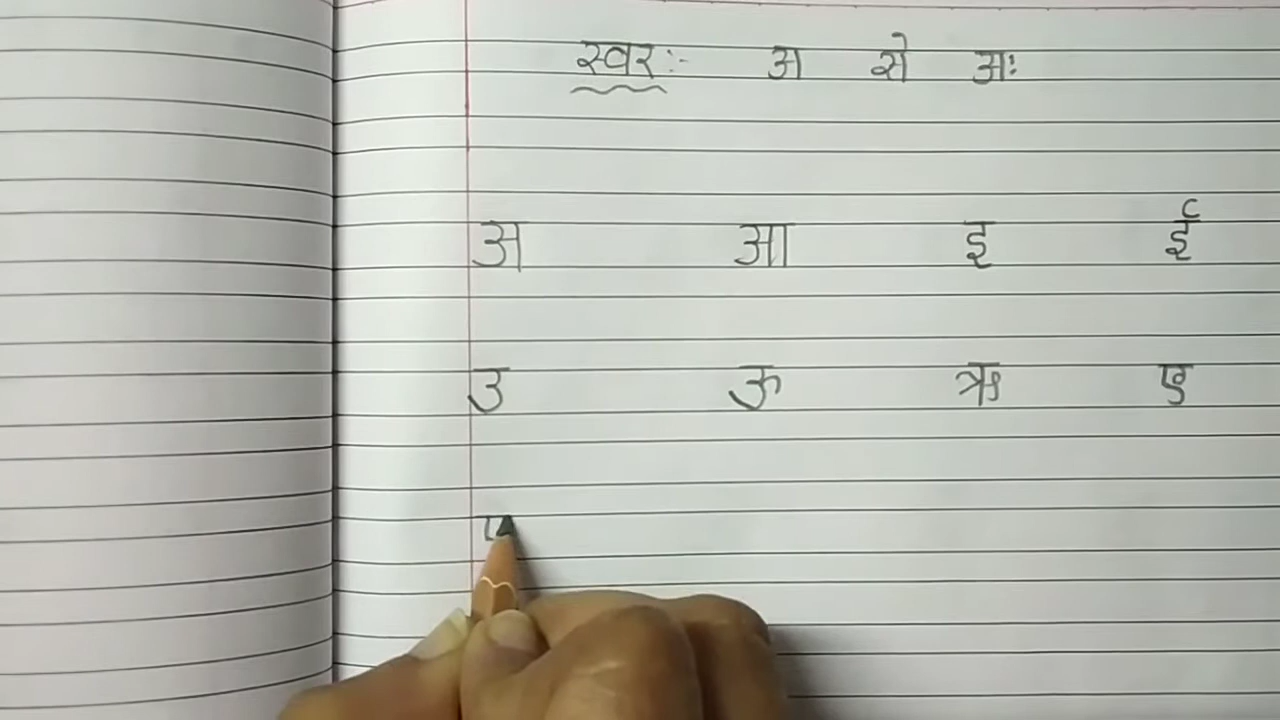 स्वर:- अ से अः
अ आ इ ई
उ ऊ ऋ ए